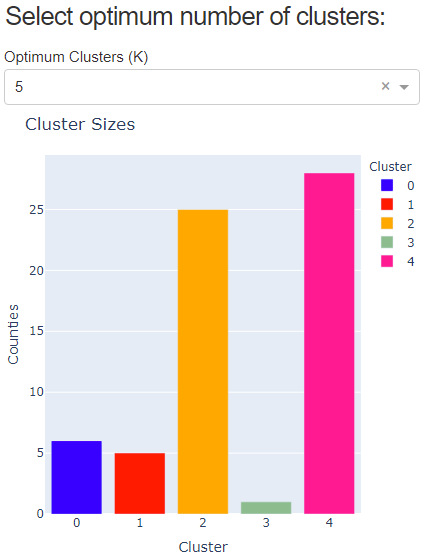 Select optimum number of clusters:
Optimum Clusters (K)
5 ×
Cluster Sizes
Cluster
0
1
2
3
4
25
20
15
10
5
0
Counties
0 1 2 3 4
Cluster